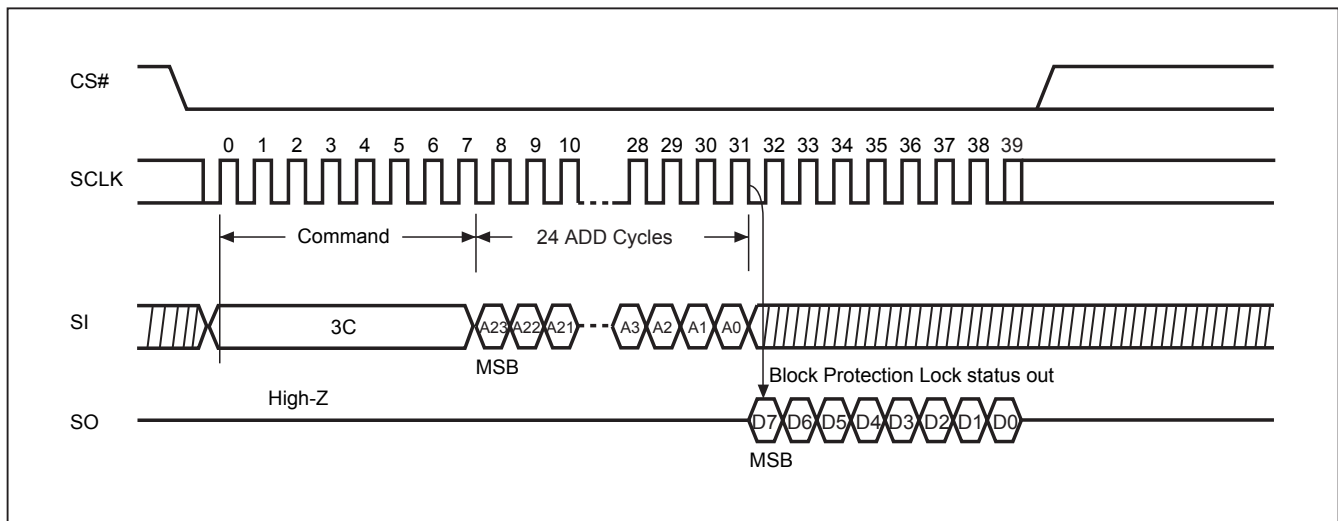 CS#
0 1 2 3 4 5 6 7 8 9 10 28 29 30 31 32 33 34 35 36 37 38 39
SCLK
Command 24 ADD Cycles
SI 3C A23 A22 A21 A3 A2 A1 A0
MSB
Block Protection Lock status out
High-Z
SO D7 D6 D5 D4 D3 D2 D1 D0
MSB